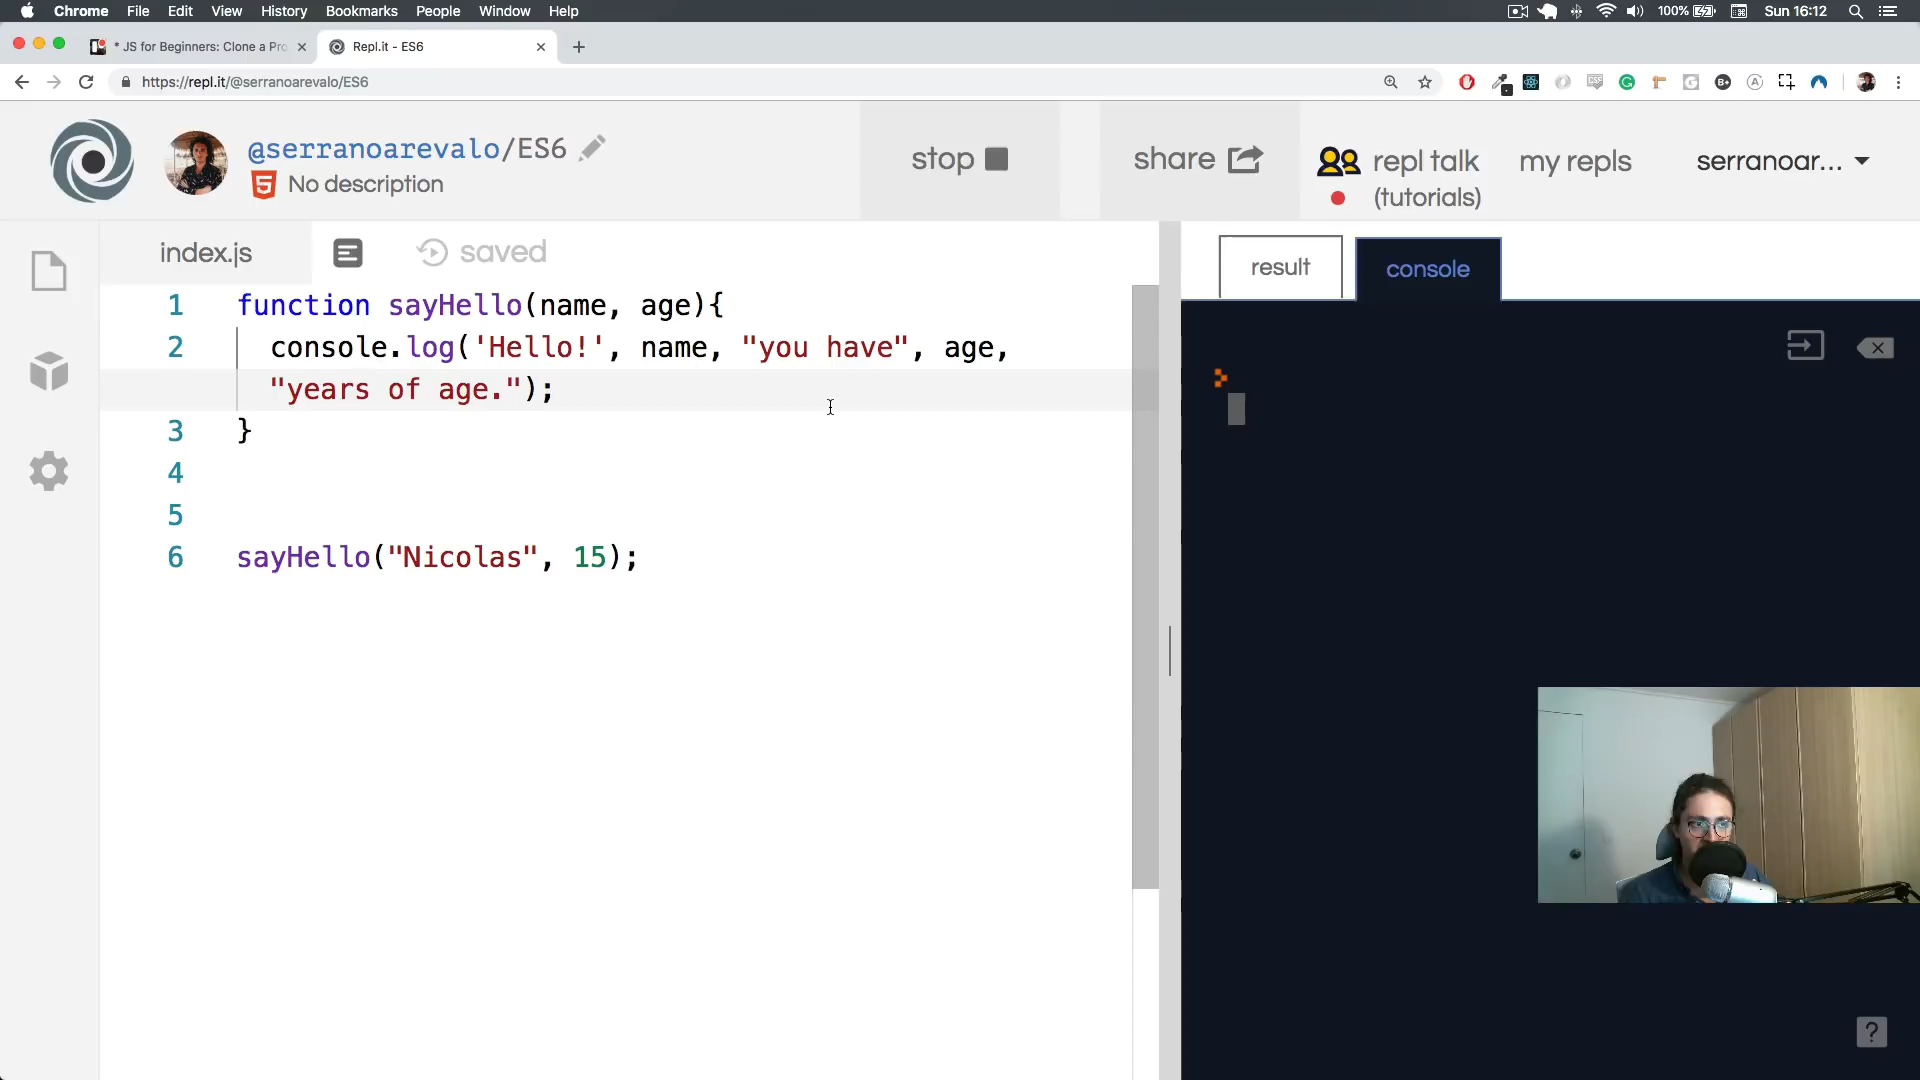 Chrome File Edit View History Bookmarks People Window Help 100% Sun 16:12
* JS for Beginners: Clone a Pro Repl.it - ES6
https://repl.it/@serranoarevalo/ES6
@serranoarevalo/ES6
No description
stop
share
repl talk
(tutorials)
my repls
serranoar...
index.js
saved
result
console
1 function sayHello(name, age){
2 console.log('Hello!', name, "you have", age,
"years of age.");
3 }
4
5
6 sayHello("Nicolas", 15);
>
?